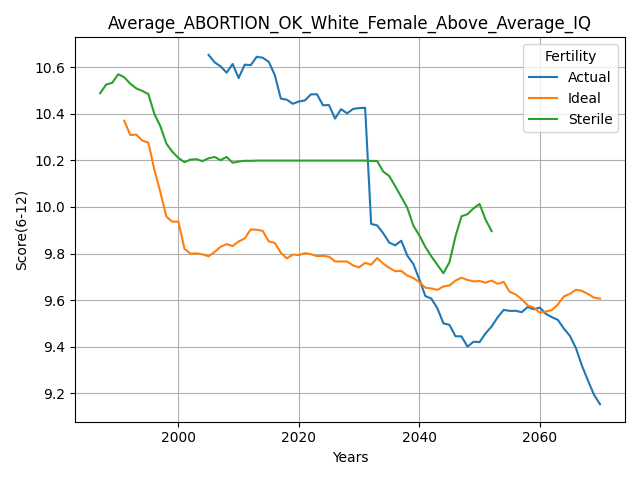 Average_ABORTION_OK_White_Female_Above_Average_IQ
Fertility
Actual
Ideal
Sterile
Score(6-12)
10.6
10.4
10.2
10.0
9.8
9.6
9.4
9.2
2000 2020 2040 2060
Years